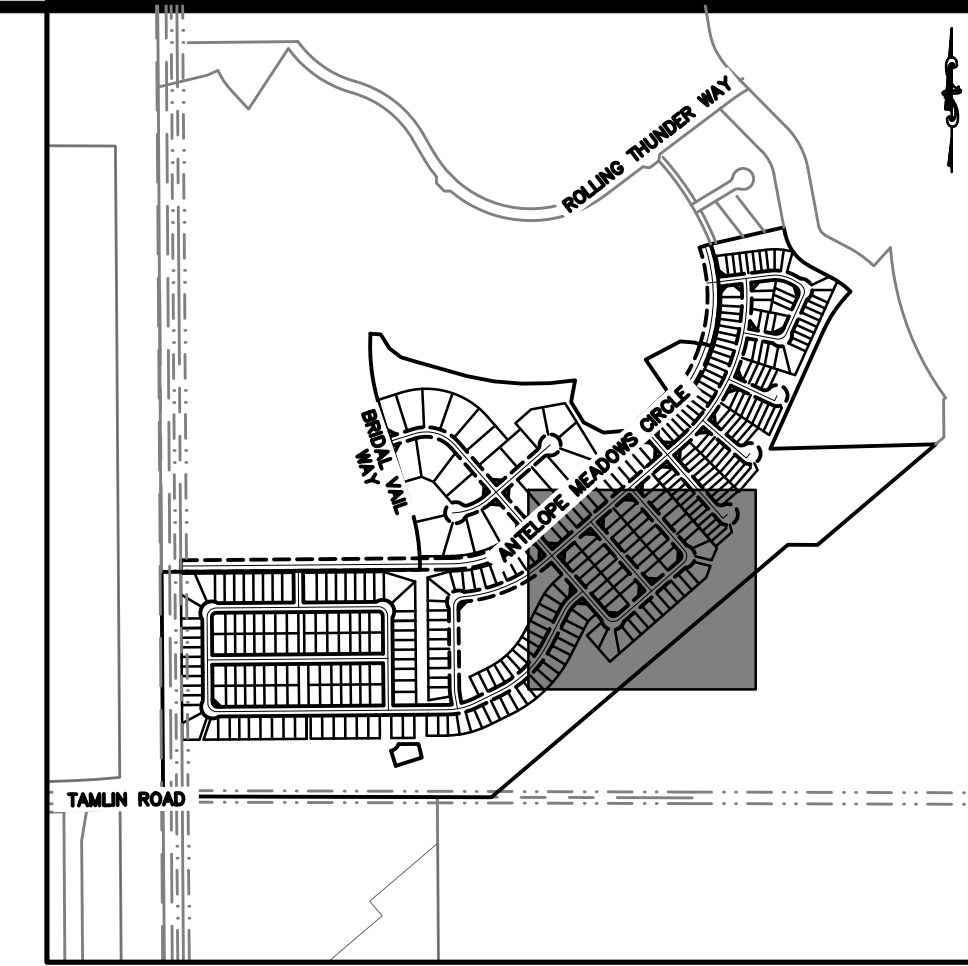 ROLLING THUNDER WAY
BRIDAL VAIL
WAY
ANTELOPE MEADOWS CIRCLE
TAMLIN ROAD